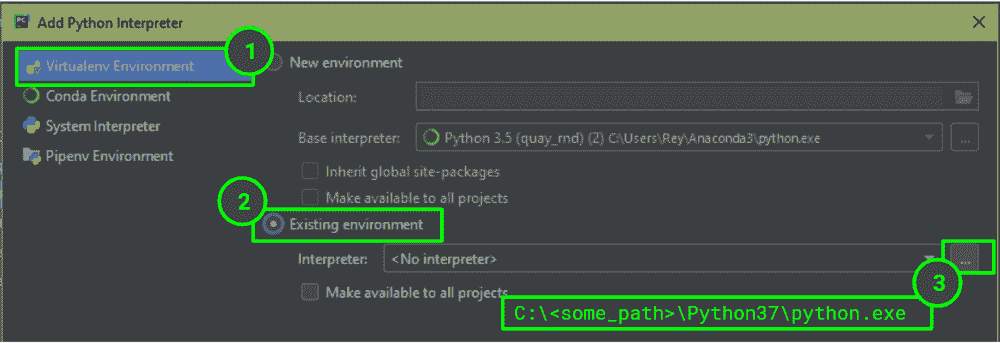 PC Add Python Interpreter
1
Virtualenv Environment
Conda Environment
System Interpreter
Pipenv Environment
New environment
Location:
Base interpreter: Python 3.5 (quay_rnd) (2) C:\Users\Rey\Anaconda3\python.exe ...
Inherit global site-packages
Make available to all projects
2
Existing environment
Interpreter: <No interpreter> ...
3
Make available to all projects
C:\<some_path>\Python37\python.exe